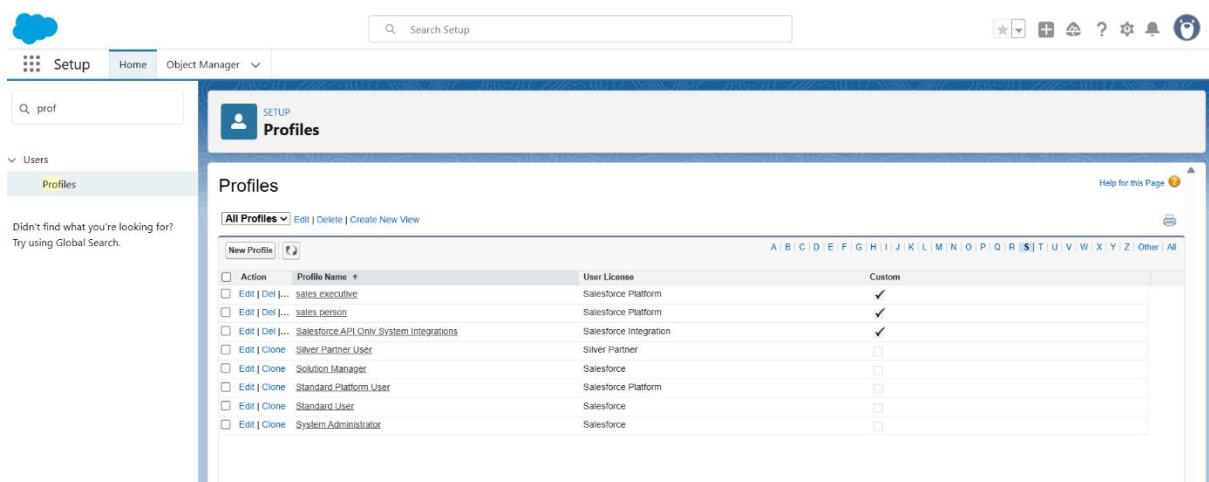 Search Setup
Setup Home Object Manager
prof
Users
Profiles
Didn't find what you're looking for?
Try using Global Search.
SETUP
Profiles
Profiles
Help for this Page ?
All Profiles Edit | Delete | Create New View
New Profile A | B | C | D | E | F | G | H | I | J | K | L | M | N | O | P | Q | R | S | T | U | V | W | X | Y | Z | Other | All
Action Profile Name ↑ User License Custom
Edit | Del |... sales executive Salesforce Platform ✓
Edit | Del |... sales person Salesforce Platform ✓
Edit | Del |... Salesforce API Only System Integrations Salesforce Integration ✓
Edit | Clone Silver Partner User Silver Partner
Edit | Clone Solution Manager Salesforce
Edit | Clone Standard Platform User Salesforce Platform
Edit | Clone Standard User Salesforce
Edit | Clone System Administrator Salesforce